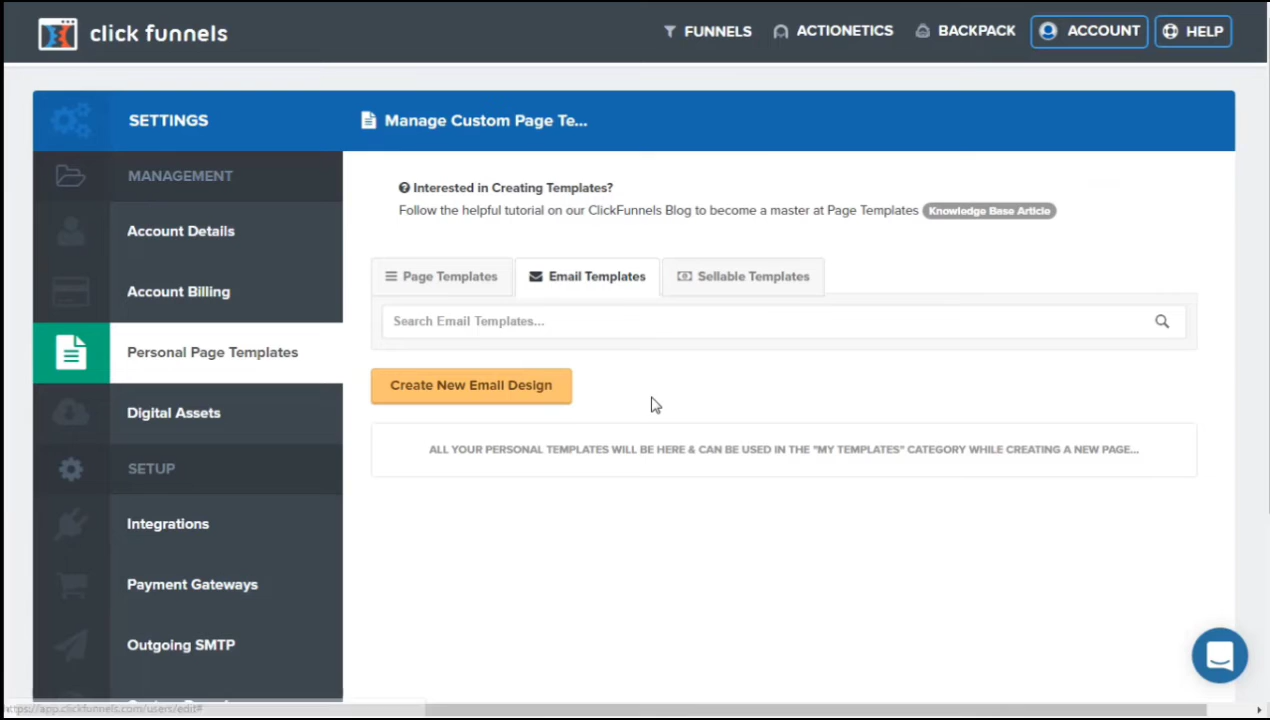 click funnels
FUNNELS
ACTIONETICS
BACKPACK
ACCOUNT
HELP
SETTINGS
Manage Custom Page Te...
MANAGEMENT
Account Details
Account Billing
Personal Page Templates
Digital Assets
SETUP
Integrations
Payment Gateways
Outgoing SMTP
Interested in Creating Templates?
Follow the helpful tutorial on our ClickFunnels Blog to become a master at Page Templates Knowledge Base Article
Page Templates
Email Templates
Sellable Templates
Search Email Templates...
Create New Email Design
ALL YOUR PERSONAL TEMPLATES WILL BE HERE & CAN BE USED IN THE "MY TEMPLATES" CATEGORY WHILE CREATING A NEW PAGE...
https://app.clickfunnels.com/users/edit#